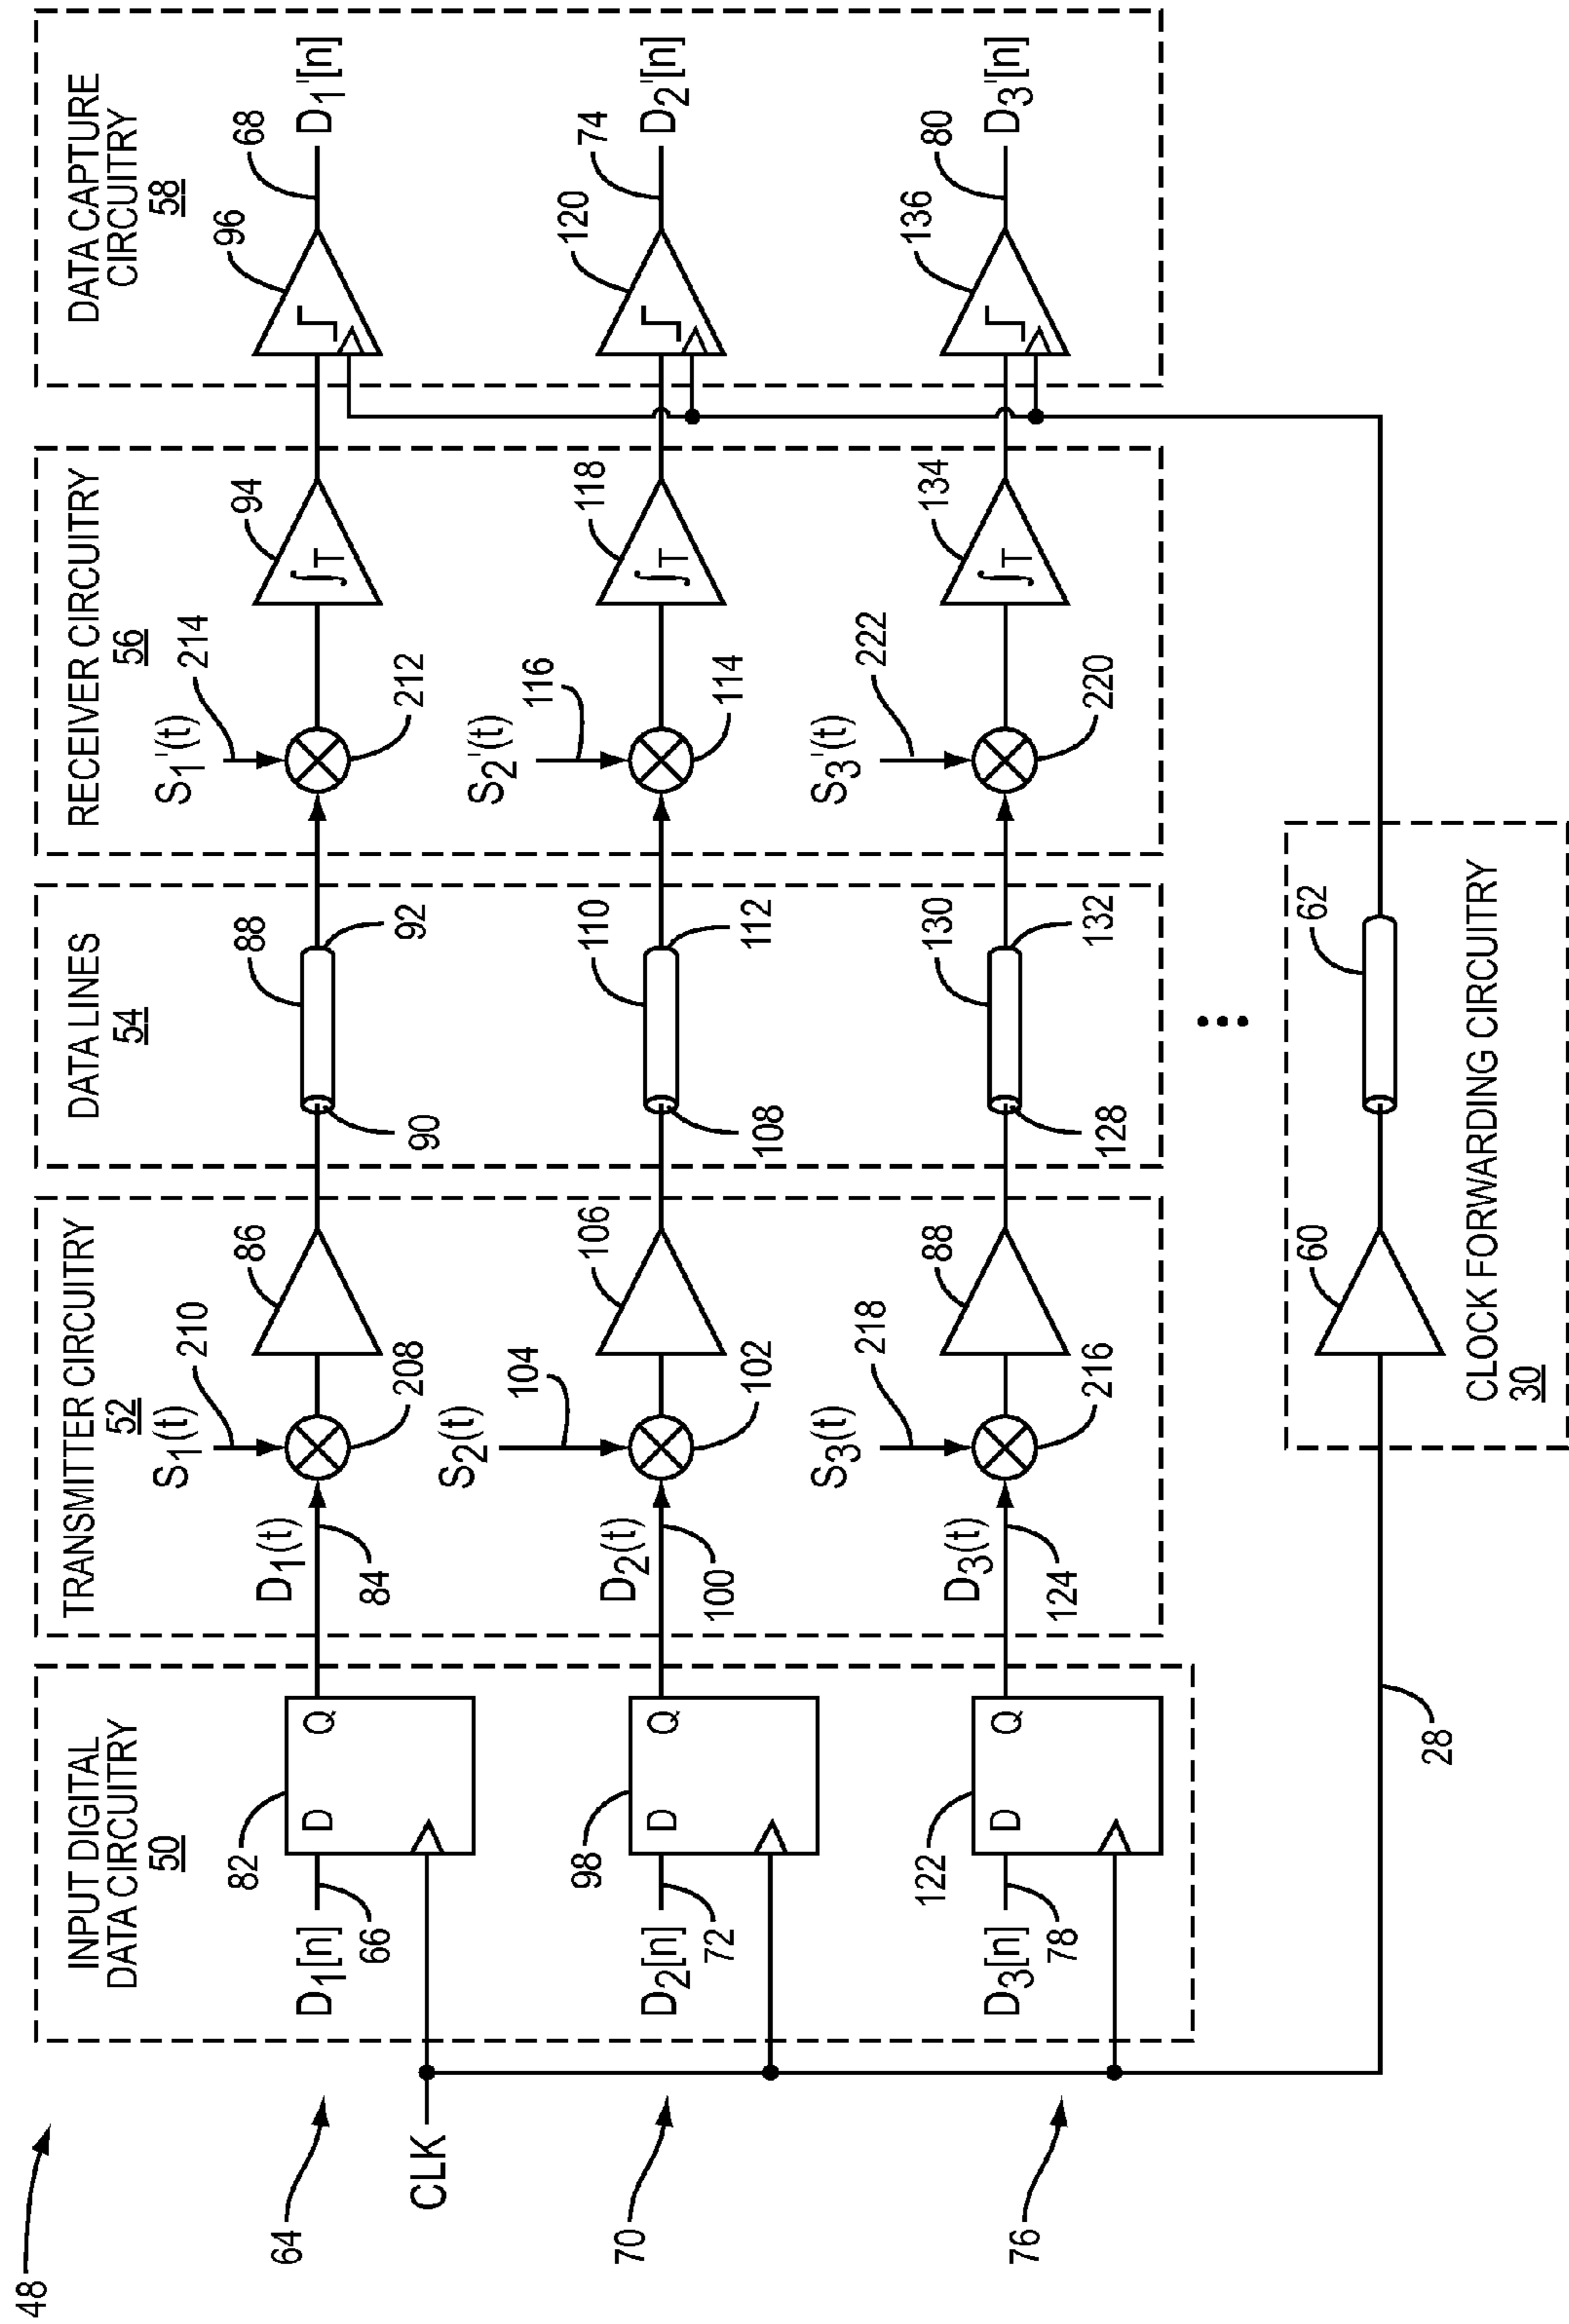 48
INPUT DIGITAL
DATA CIRCUITRY
50
TRANSMITTER CIRCUITRY
52
DATA LINES
54
RECEIVER CIRCUITRY
56
DATA CAPTURE
CIRCUITRY
58
64
D1[n]
66
82
D
Q
D1(t)
84
S1(t)
210
208
86
90
88
92
S1'(t)
214
212
94
∫T
96
68
D1'[n]
CLK
70
D2[n]
72
98
D
Q
D2(t)
100
S2(t)
104
102
106
108
110
112
S2'(t)
116
114
118
∫T
120
74
D2'[n]
76
D3[n]
78
122
D
Q
D3(t)
124
S3(t)
218
216
88
128
130
132
S3'(t)
222
220
134
∫T
136
80
D3'[n]
28
60
62
CLOCK FORWARDING CIRCUITRY
30